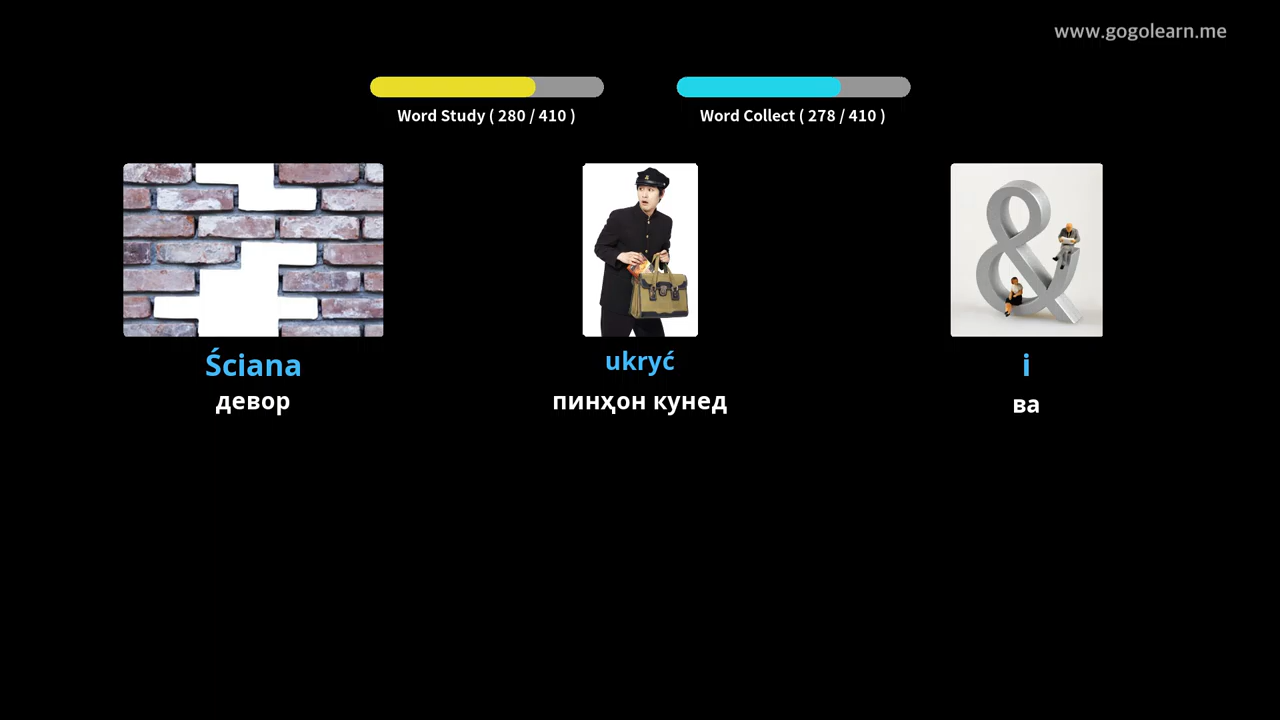 www.gogolearn.me
Word Study ( 280 / 410 )
Word Collect ( 278 / 410 )
Ściana
ukryć
i
девор
пинҳон кунед
ва